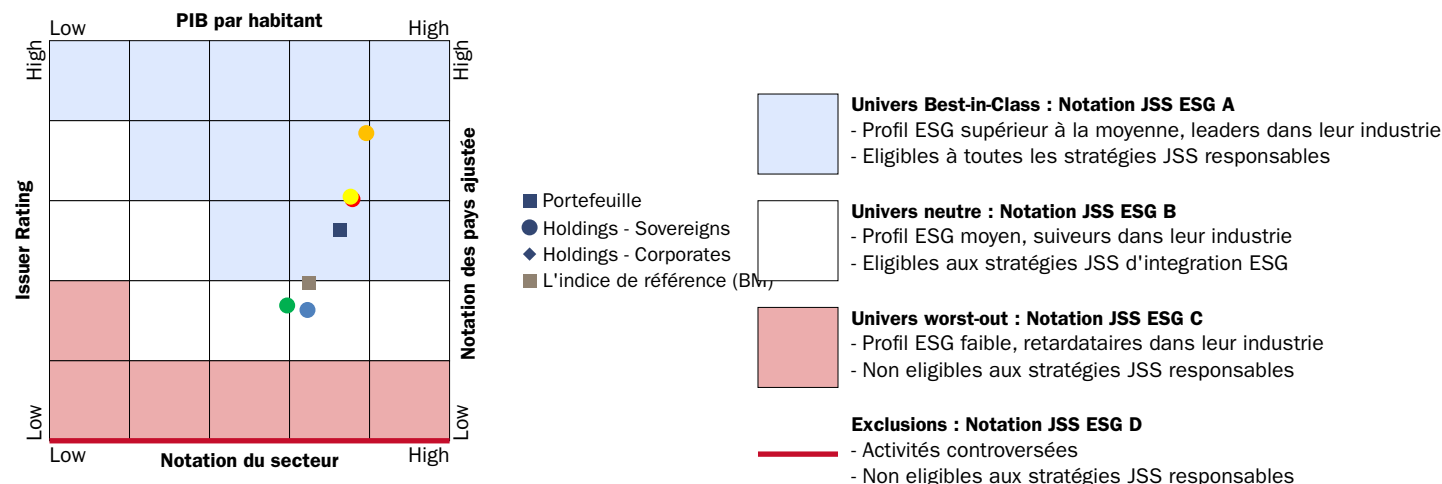 PIB par habitant
Low
High
High
High
Issuer Rating
Notation des pays ajustée
Low
Low
Low
High
Notation du secteur
Portefeuille
Holdings - Sovereigns
Holdings - Corporates
L'indice de référence (BM)
Univers Best-in-Class : Notation JSS ESG A
- Profil ESG supérieur à la moyenne, leaders dans leur industrie
- Eligibles à toutes les stratégies JSS responsables
Univers neutre : Notation JSS ESG B
- Profil ESG moyen, suiveurs dans leur industrie
- Eligibles aux stratégies JSS d'integration ESG
Univers worst-out : Notation JSS ESG C
- Profil ESG faible, retardataires dans leur industrie
- Non eligibles aux stratégies JSS responsables
Exclusions : Notation JSS ESG D
- Activités controversées
- Non eligibles aux stratégies JSS responsables